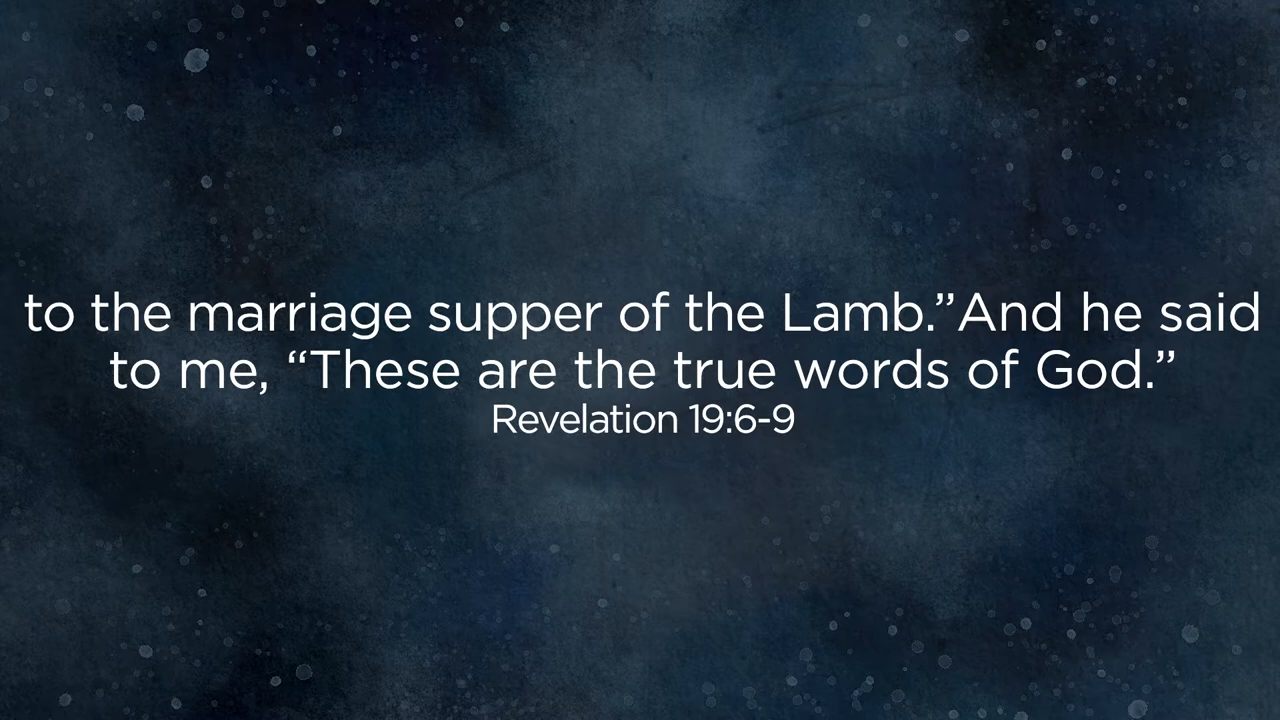 to the marriage supper of the Lamb.”And he said
to me, “These are the true words of God.”
Revelation 19:6-9